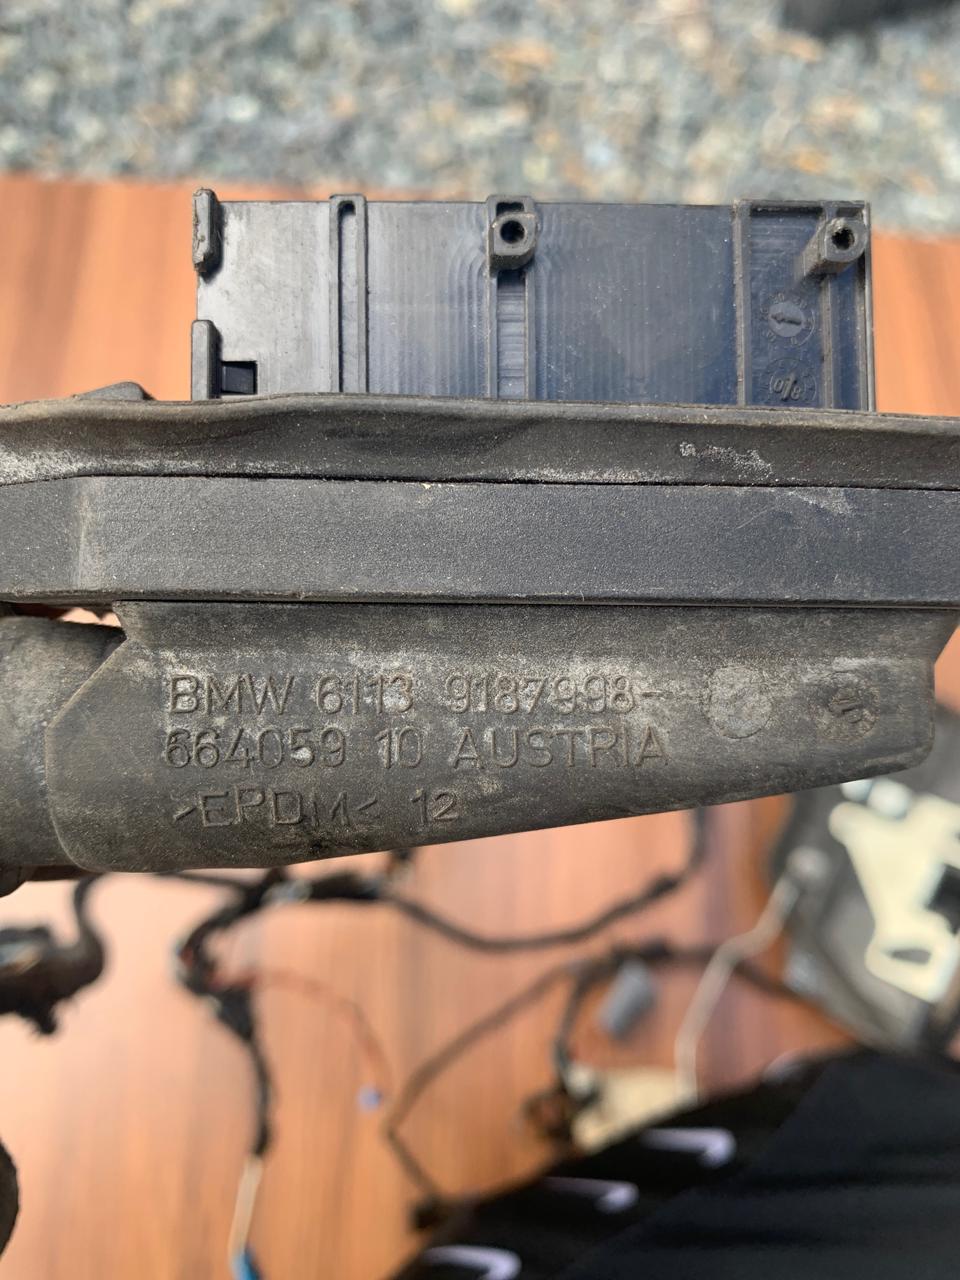 BMW 6113 9187998-
664059 10 AUSTRIA
>EPDM< 12